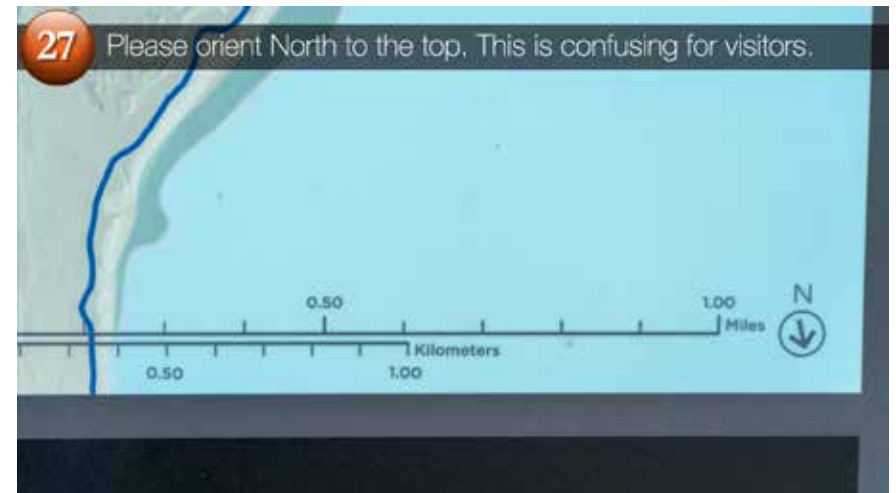 27 Please orient North to the top. This is confusing for visitors.
0.50 1.00 N
Miles
Kilometers
0.50 1.00